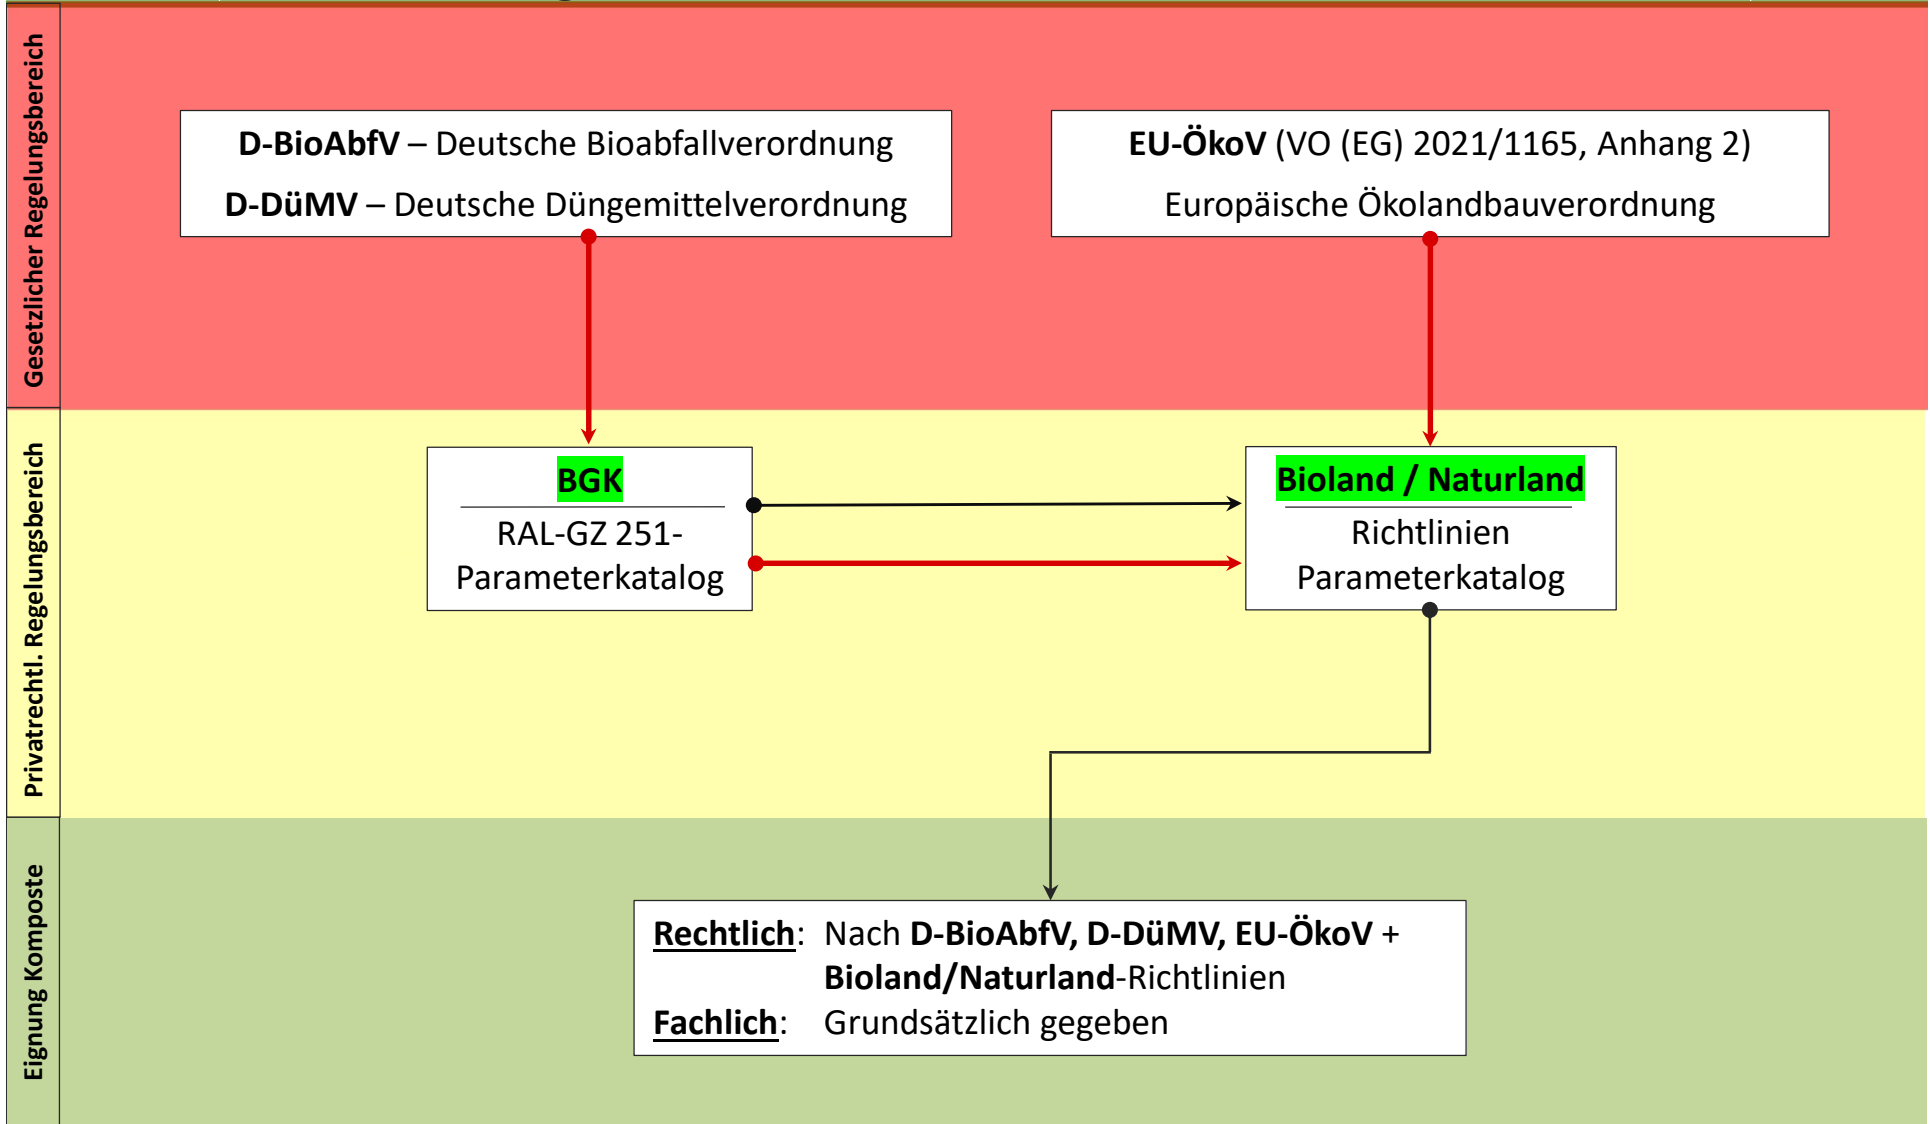 Gesetzlicher Regelungsbereich
D-BioAbfV – Deutsche Bioabfallverordnung
D-DüMV – Deutsche Düngemittelverordnung
EU-ÖkoV (VO (EG) 2021/1165, Anhang 2)
Europäische Ökolandbauverordnung
Privatrechtl. Regelungsbereich
BGK
RAL-GZ 251-
Parameterkatalog
Bioland / Naturland
Richtlinien
Parameterkatalog
Eignung Komposte
Rechtlich: Nach D-BioAbfV, D-DüMV, EU-ÖkoV +
Bioland/Naturland-Richtlinien
Fachlich: Grundsätzlich gegeben